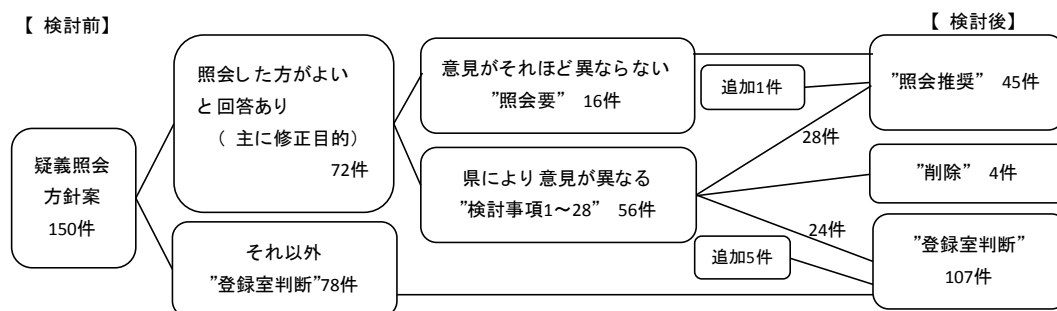 【 検討前】
【 検討後】
照会した方がよい
と回答あり
( 主に修正目的)
72件
意見がそれほど異ならない
”照会要” 16件
追加1件
”照会推奨” 45件
28件
疑義照会
方針案
150件
県により意見が異なる
”検討事項1～28” 56件
”削除” 4件
24件
それ以外
”登録室判断”78件
追加5件
”登録室判断”
107件